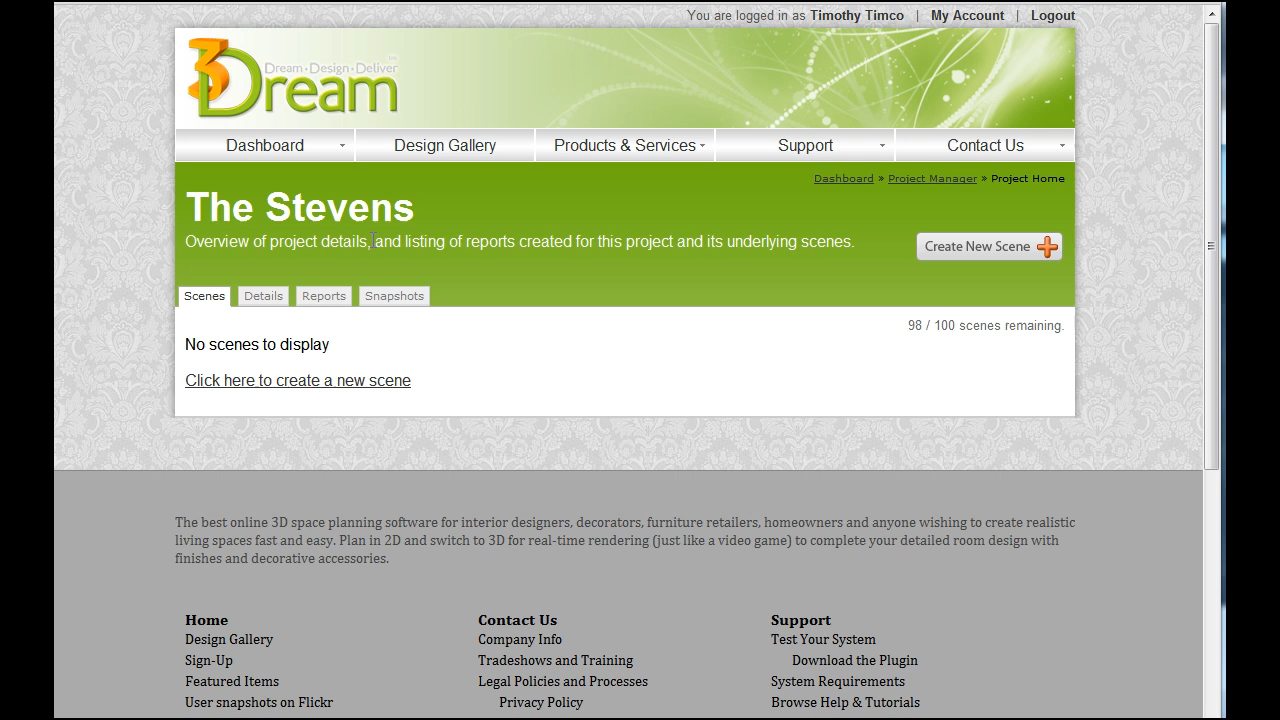 You are logged in as Timothy Timco | My Account | Logout
3Dream
Dream·Design·Deliver
Dashboard Design Gallery Products & Services Support Contact Us
Dashboard » Project Manager » Project Home
The Stevens
Overview of project details, and listing of reports created for this project and its underlying scenes.
Create New Scene
Scenes Details Reports Snapshots
98 / 100 scenes remaining.
No scenes to display
Click here to create a new scene
The best online 3D space planning software for interior designers, decorators, furniture retailers, homeowners and anyone wishing to create realistic
living spaces fast and easy. Plan in 2D and switch to 3D for real-time rendering (just like a video game) to complete your detailed room design with
finishes and decorative accessories.
Home Contact Us Support
Design Gallery Company Info Test Your System
Sign-Up Tradeshows and Training Download the Plugin
Featured Items Legal Policies and Processes System Requirements
User snapshots on Flickr Privacy Policy Browse Help & Tutorials